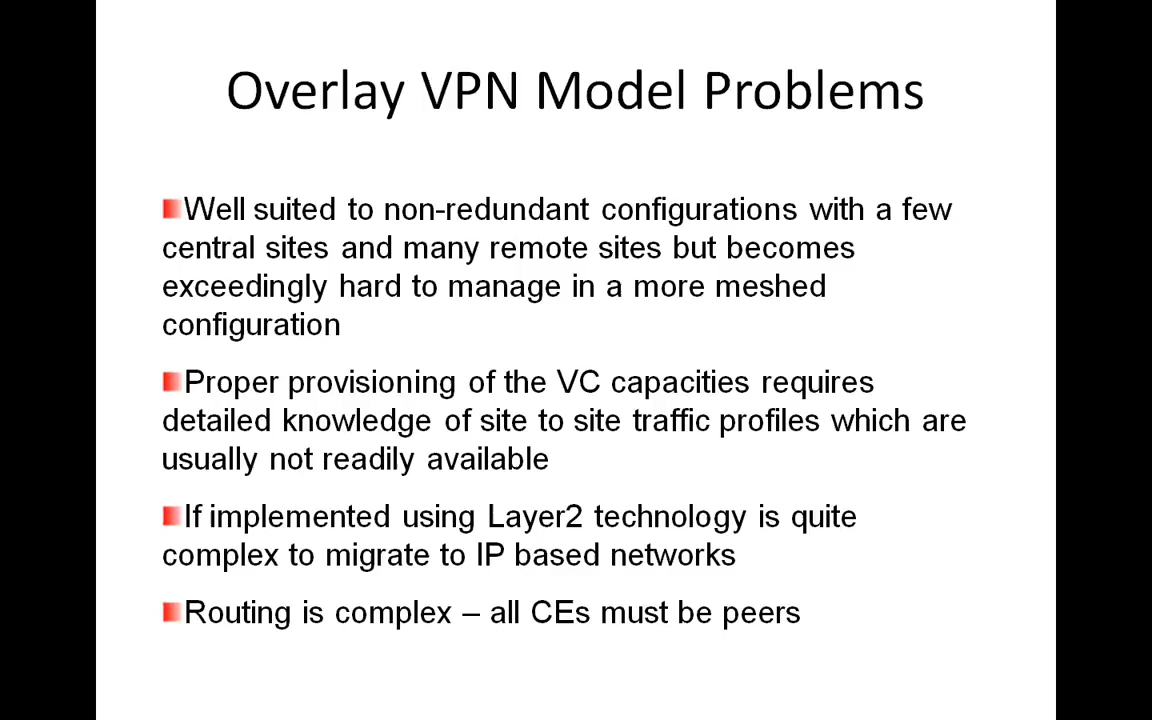 Overlay VPN Model Problems
Well suited to non-redundant configurations with a few
central sites and many remote sites but becomes
exceedingly hard to manage in a more meshed
configuration
Proper provisioning of the VC capacities requires
detailed knowledge of site to site traffic profiles which are
usually not readily available
If implemented using Layer2 technology is quite
complex to migrate to IP based networks
Routing is complex – all CEs must be peers